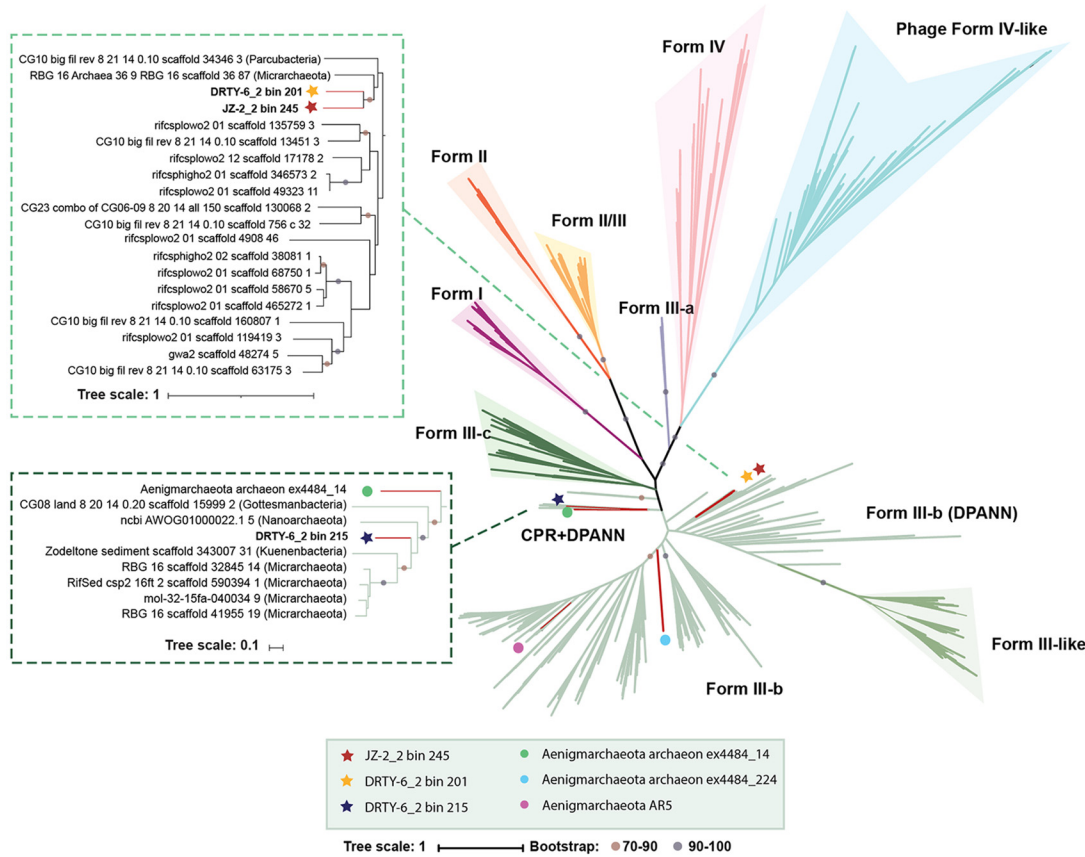 CG10 big fil rev 8 21 14 0.10 scaffold 34346 3 (Parcubacteria)
RBG 16 Archaea 36 9 RBG 16 scaffold 36 87 (Micrarchaeota)
DRTY-6_2 bin 201
JZ-2_2 bin 245
rifcsplowo2 01 scaffold 135759 3
CG10 big fil rev 8 21 14 0.10 scaffold 13451 3
rifcsplowo2 12 scaffold 17178 2
rifcsphigho2 01 scaffold 346573 2
rifcsplowo2 01 scaffold 49323 11
CG23 combo of CG06-09 8 20 14 all 150 scaffold 130068 2
CG10 big fil rev 8 21 14 0.10 scaffold 756 c 32
rifcsplowo2 01 scaffold 4908 46
rifcsphigho2 02 scaffold 38081 1
rifcsplowo2 01 scaffold 68750 1
rifcsplowo2 01 scaffold 58670 5
rifcsplowo2 01 scaffold 465272 1
CG10 big fil rev 8 21 14 0.10 scaffold 160807 1
rifcsplowo2 01 scaffold 119419 3
gwa2 scaffold 48274 5
CG10 big fil rev 8 21 14 0.10 scaffold 63175 3
Tree scale: 1
Form IV
Phage Form IV-like
Form II
Form II/III
Form I
Form III-a
Form III-c
CPR+DPANN
Form III-b (DPANN)
Form III-like
Form III-b
Aenigmarchaeota archaeon ex4484_14
CG08 land 8 20 14 0.20 scaffold 15999 2 (Gottesmanbacteria)
ncbi AWOG01000022.1 5 (Nanoarchaeota)
DRTY-6_2 bin 215
Zodeltone sediment scaffold 343007 31 (Kuenenbacteria)
RBG 16 scaffold 32845 14 (Micrarchaeota)
RifSed csp2 16ft 2 scaffold 590394 1 (Micrarchaeota)
mol-32-15fa-040034 9 (Micrarchaeota)
RBG 16 scaffold 41955 19 (Micrarchaeota)
Tree scale: 0.1
JZ-2_2 bin 245
DRTY-6_2 bin 201
DRTY-6_2 bin 215
Aenigmarchaeota archaeon ex4484_14
Aenigmarchaeota archaeon ex4484_224
Aenigmarchaeota AR5
Tree scale: 1 Bootstrap: 70-90 90-100